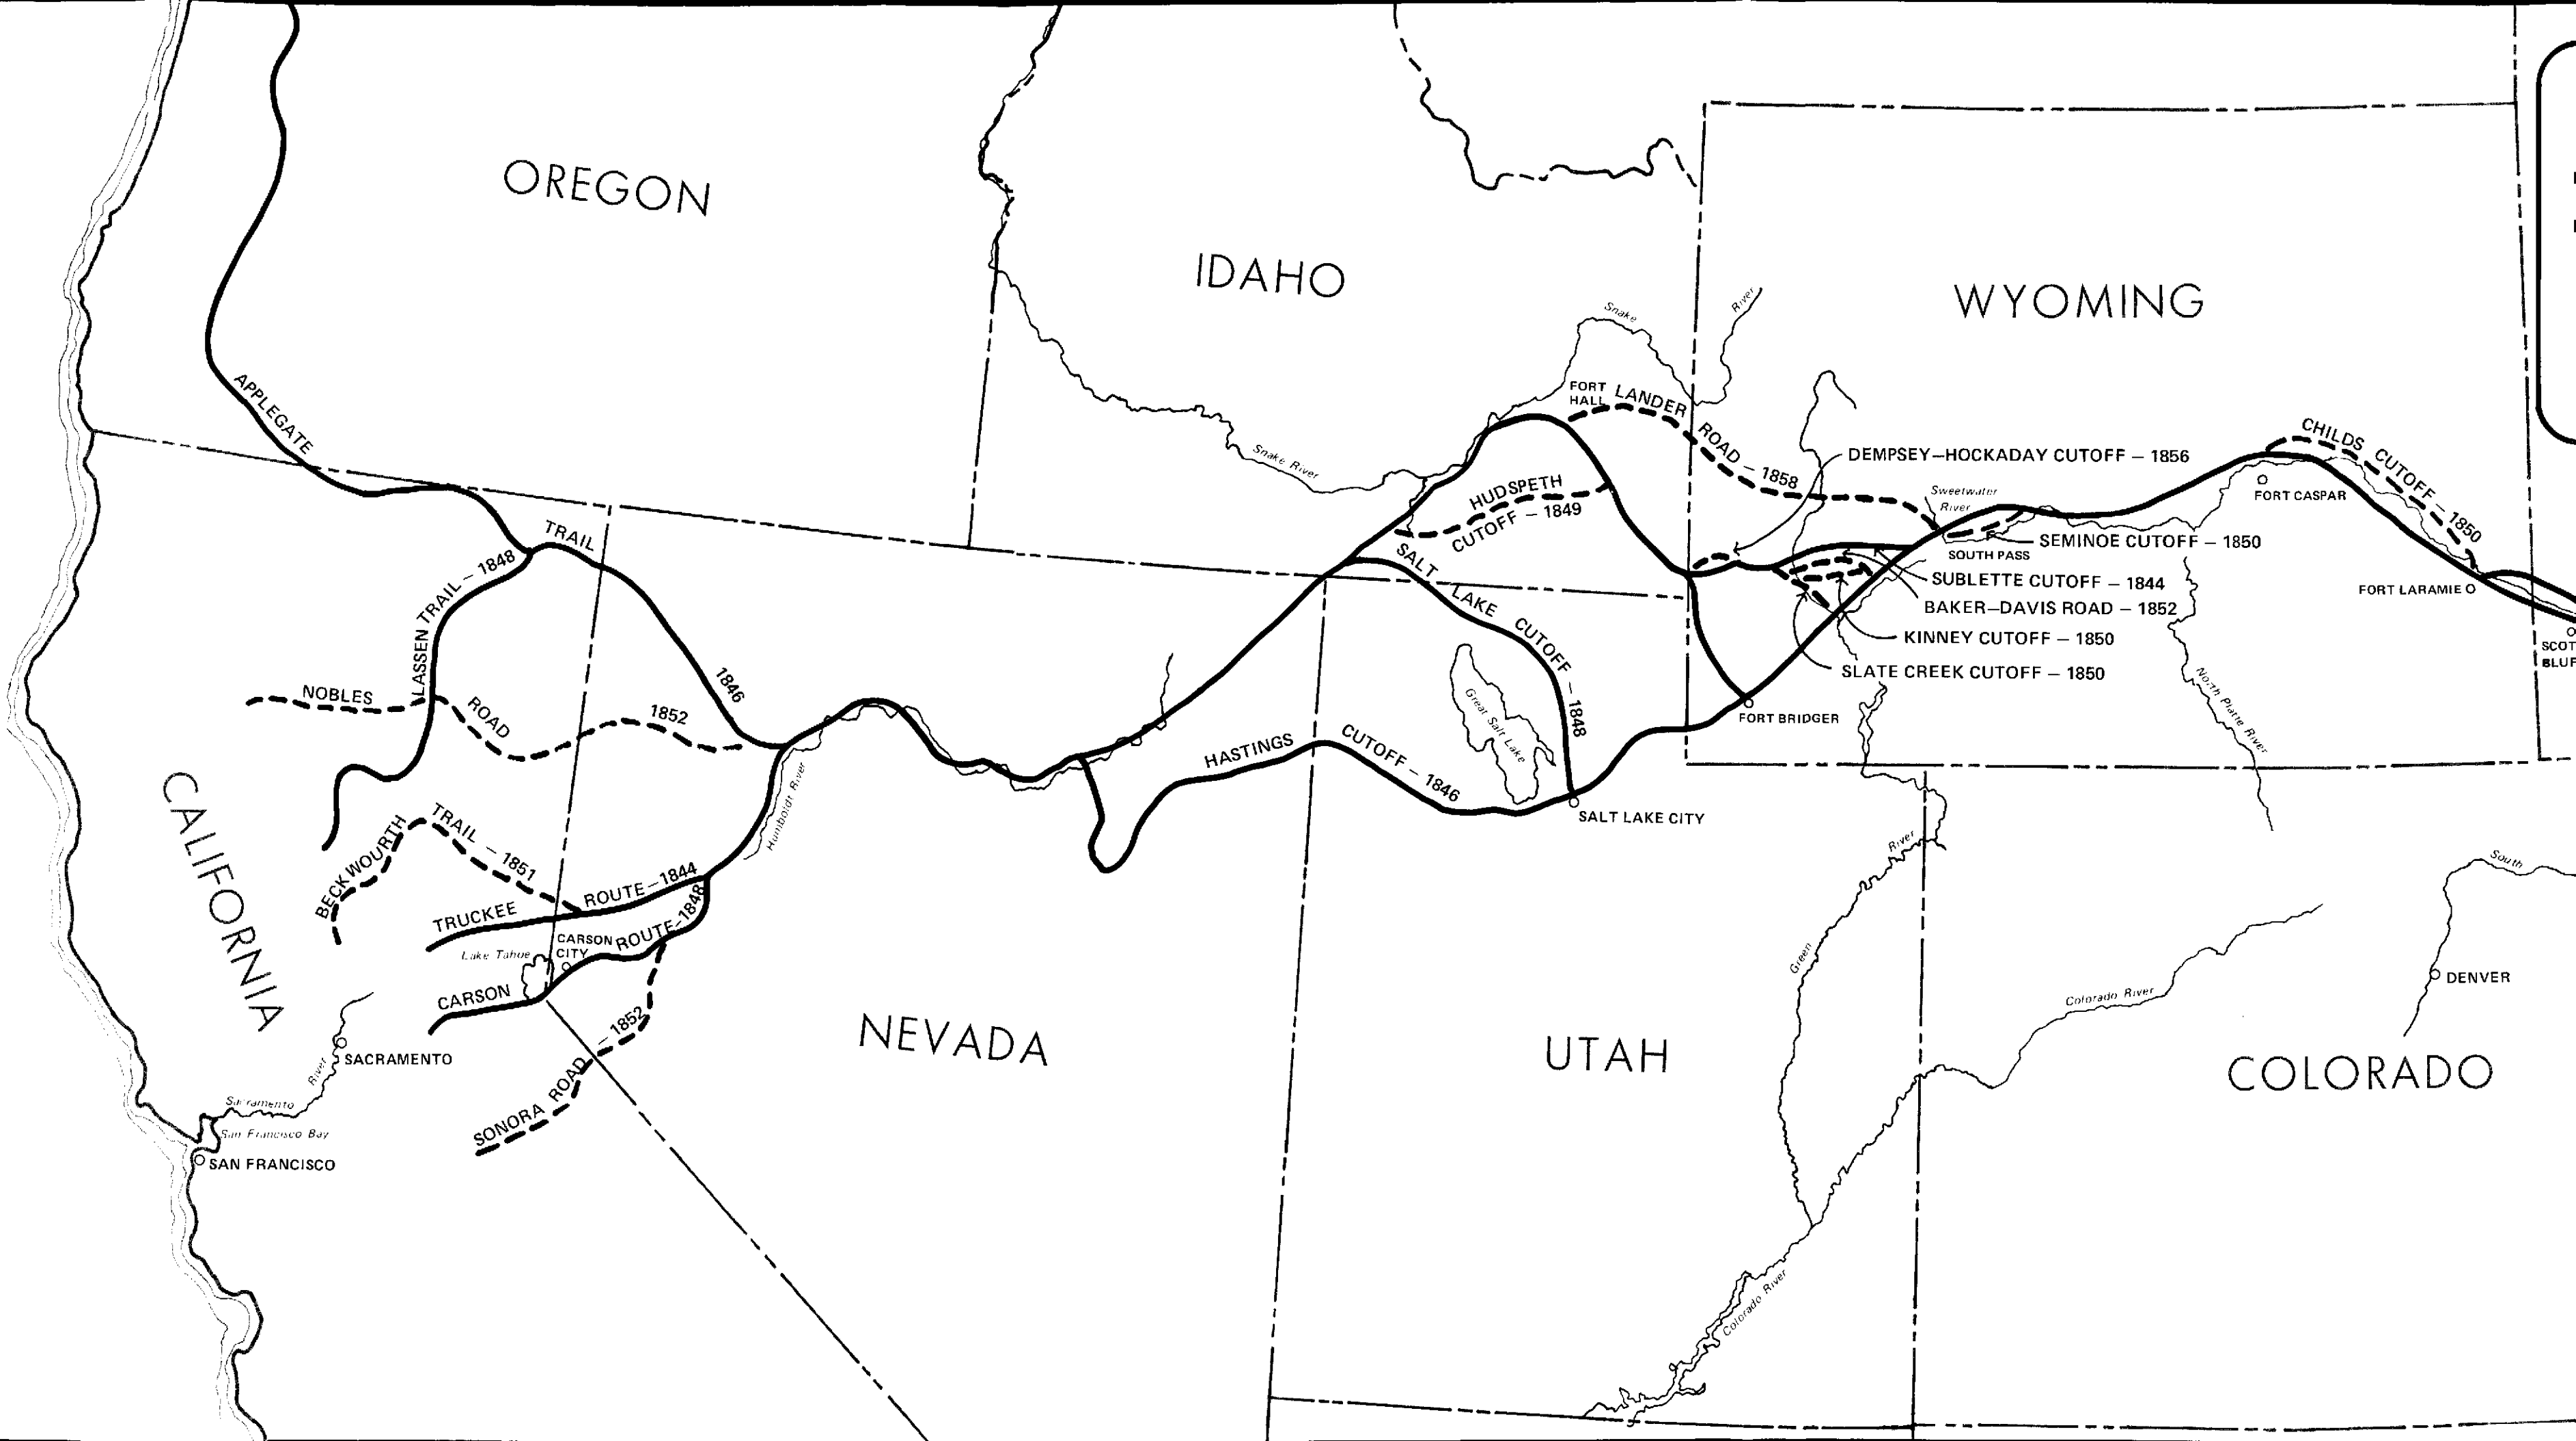 OREGON
IDAHO
WYOMING
Snake
River
FORT
HALL
LANDER
ROAD – 1858
APPLEGATE
TRAIL
1846
Snake River
HUDSPETH
CUTOFF – 1849
DEMPSEY–HOCKADAY CUTOFF – 1856
Sweetwater
River
SOUTH PASS
SEMINOE CUTOFF – 1850
SUBLETTE CUTOFF – 1844
BAKER–DAVIS ROAD – 1852
KINNEY CUTOFF – 1850
SLATE CREEK CUTOFF – 1850
CHILDS CUTOFF – 1850
FORT CASPAR
FORT LARAMIE
SCOT
BLUF
LASSEN TRAIL – 1848
NOBLES
ROAD
1852
SALT LAKE CUTOFF – 1848
Great Salt Lake
FORT BRIDGER
North Platte River
HASTINGS
CUTOFF – 1846
SALT LAKE CITY
Humboldt River
CALIFORNIA
BECKWOURTH
TRAIL – 1851
TRUCKEE
ROUTE – 1844
CARSON
CITY
ROUTE – 1848
Lake Tahoe
CARSON
SONORA ROAD – 1852
SACRAMENTO
River
Sacramento
San Francisco Bay
SAN FRANCISCO
NEVADA
UTAH
Green
River
Colorado River
Colorado River
South
DENVER
COLORADO